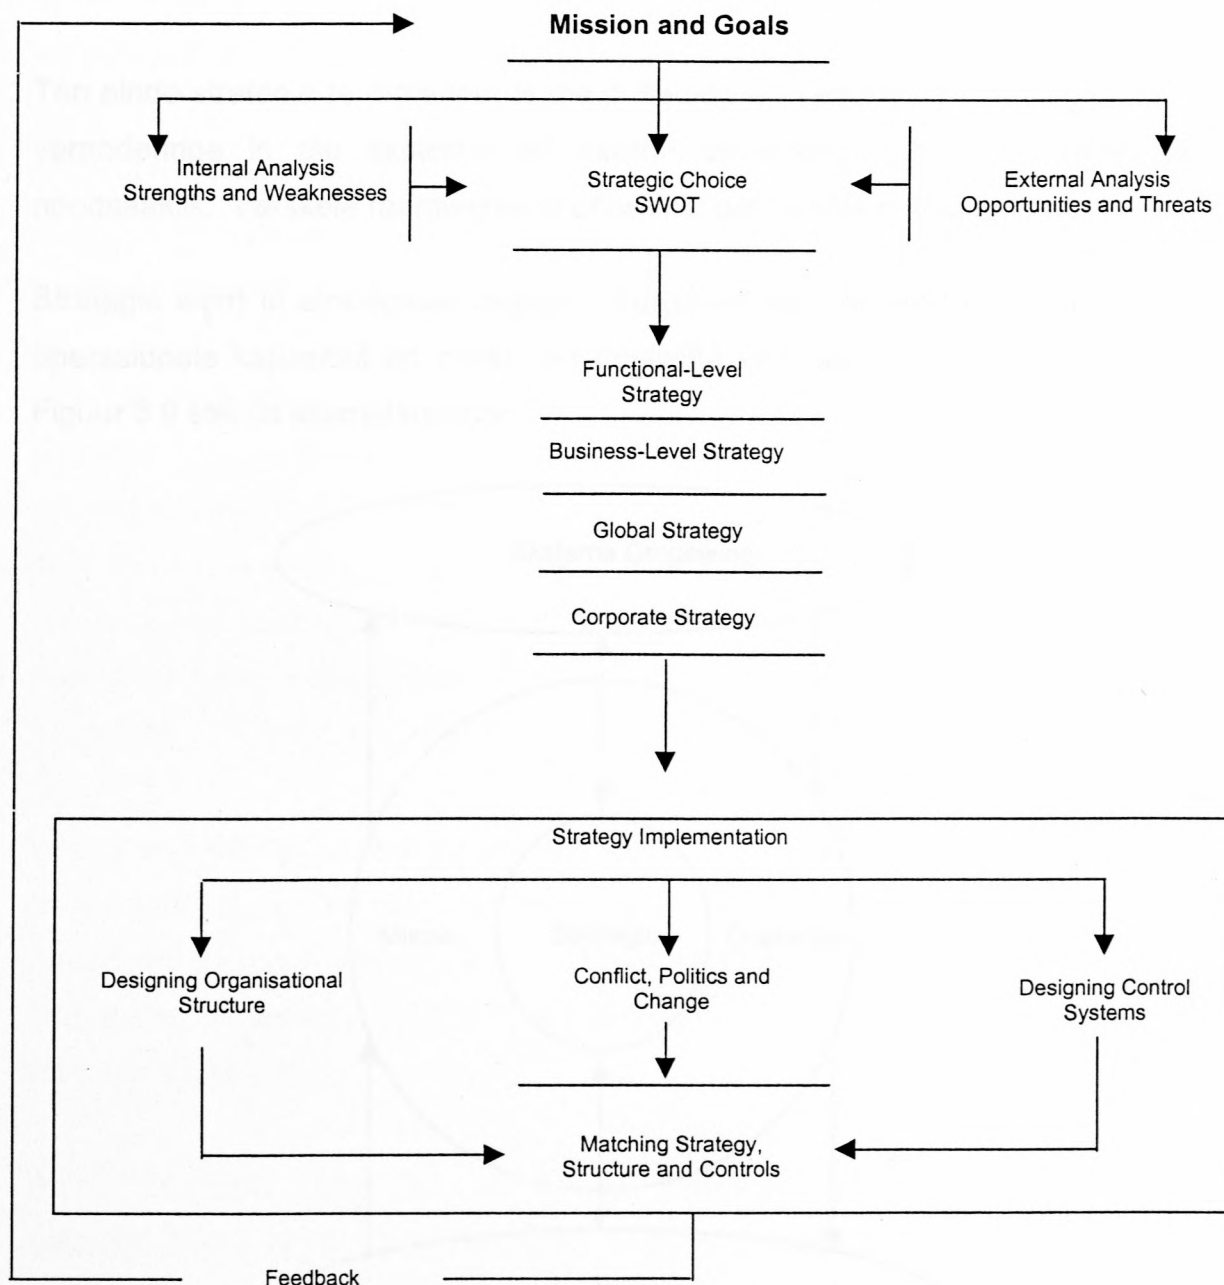 Mission and Goals
Internal Analysis
Strengths and Weaknesses
Strategic Choice
SWOT
External Analysis
Opportunities and Threats
Functional-Level
Strategy
Business-Level Strategy
Global Strategy
Corporate Strategy
Strategy Implementation
Designing Organisational
Structure
Conflict, Politics and
Change
Designing Control
Systems
Matching Strategy,
Structure and Controls
Feedback